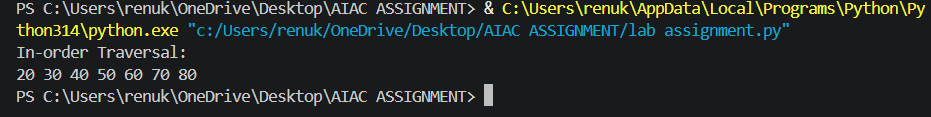 PS C:\Users\renuk\OneDrive\Desktop\AIAC ASSIGNMENT> & C:\Users\renuk\AppData\Local\Programs\Python\Py
thon314\python.exe "c:/Users/renuk/OneDrive/Desktop/AIAC ASSIGNMENT/lab assignment.py"
In-order Traversal:
20 30 40 50 60 70 80
PS C:\Users\renuk\OneDrive\Desktop\AIAC ASSIGNMENT>